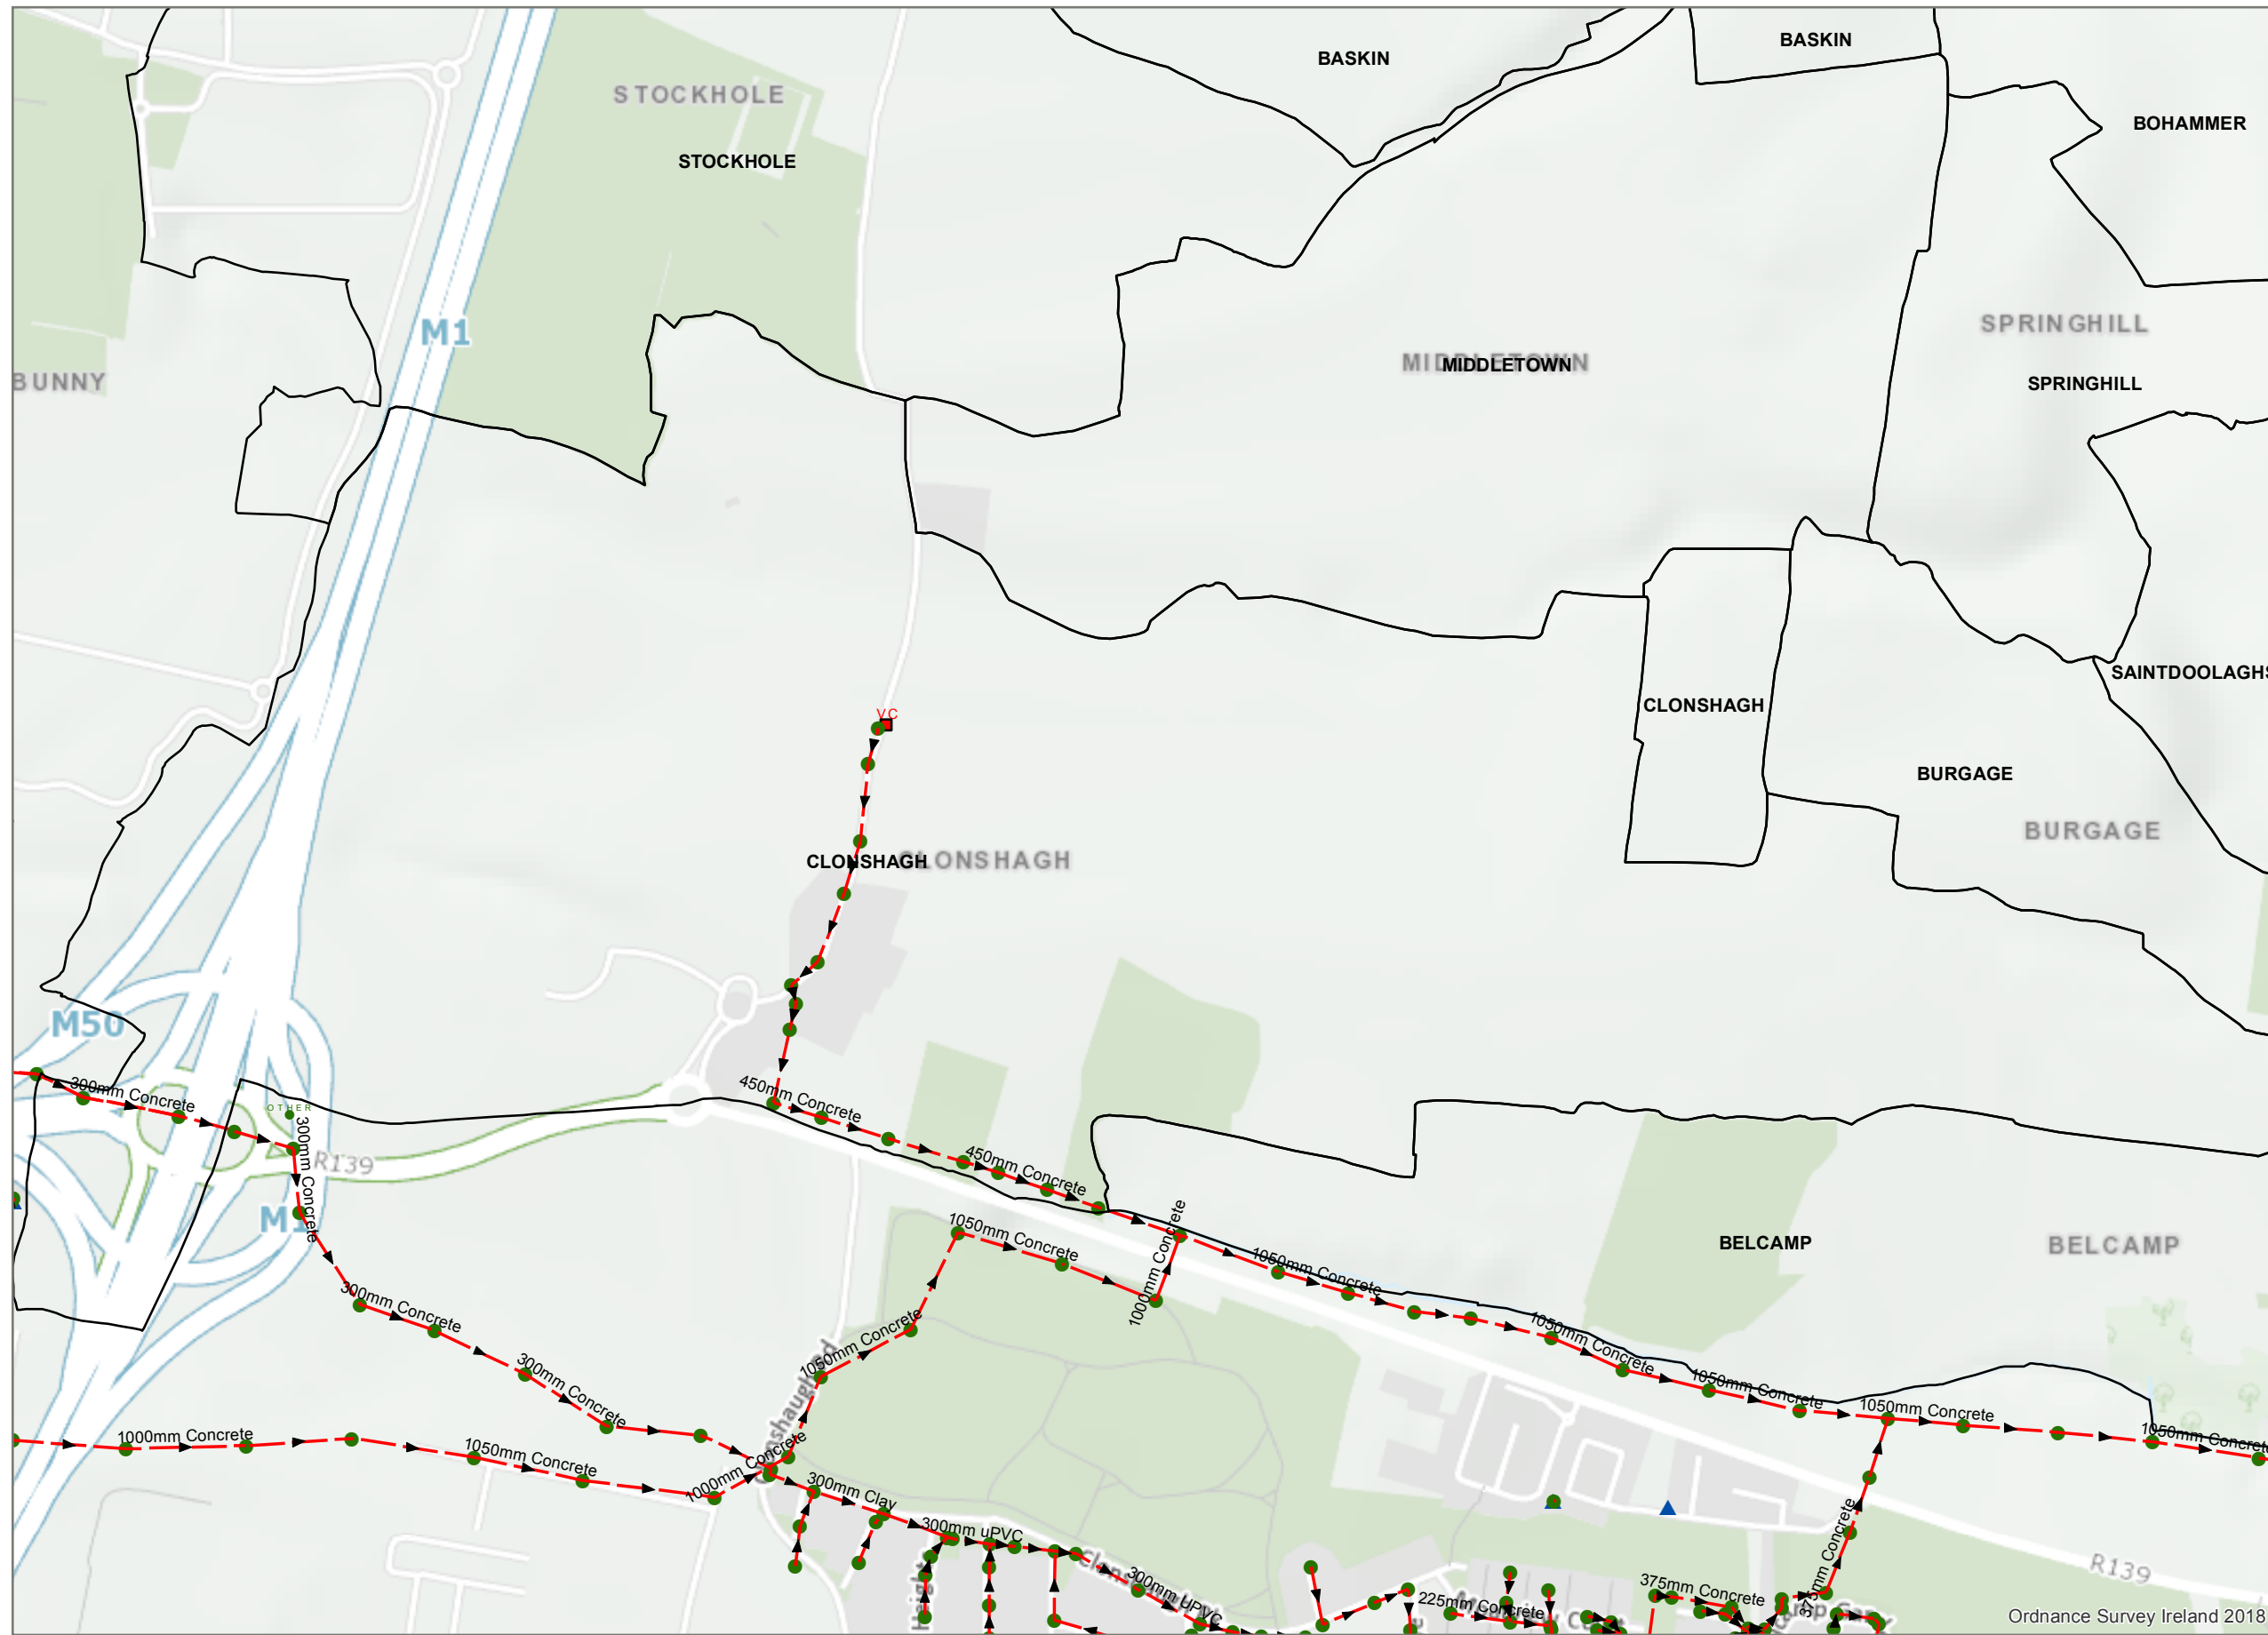 BASKIN
BASKIN
STOCKHOLE
BOHAMMER
STOCKHOLE
SPRINGHILL
M1
MIDDLETOWN
MIDDLETOWN
BUNNY
SPRINGHILL
SAINTDOOLAGHS
CLONSHAGH
VC
BURGAGE
BURGAGE
CLONSHAGH
CLONSHAGH
M50
300mm Concrete
450mm Concrete
OTHER
300mm Concrete
R139
450mm Concrete
M1
1050mm Concrete
1000mm Concrete
BELCAMP
BELCAMP
1050mm Concrete
300mm Concrete
1050mm Concrete
1050mm Concrete
300mm Concrete
1050mm Concrete
1050mm Concrete
1000mm Concrete
1050mm Concrete
1000mm Concrete
1050mm Concrete
300mm Clay
300mm uPVC
375mm Concrete
R139
300mm UPVC
225mm Concrete
375mm Concrete
Ordnance Survey Ireland 2018